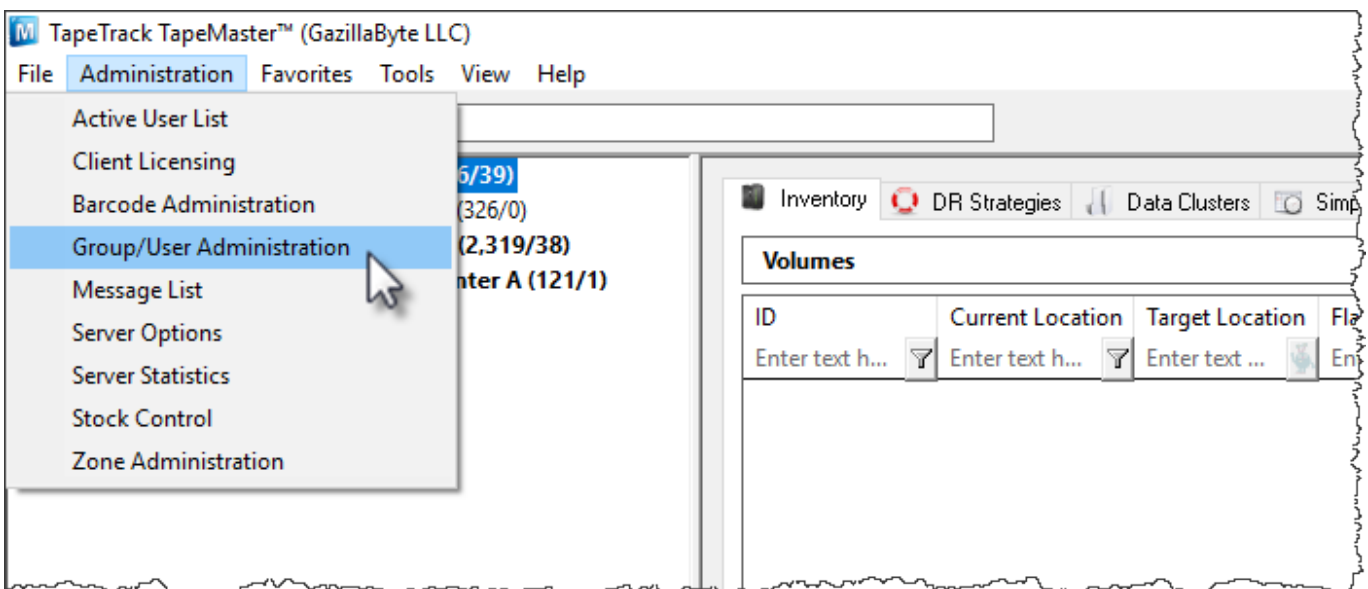 TapeTrack TapeMaster™ (GazillaByte LLC)
File Administration Favorites Tools View Help
Active User List
Client Licensing
Barcode Administration
Group/User Administration
Message List
Server Options
Server Statistics
Stock Control
Zone Administration
6/39)
(326/0)
(2,319/38)
nter A (121/1)
Inventory DR Strategies Data Clusters Simp
Volumes
ID Current Location Target Location Fla
Enter text h... Enter text h... Enter text ... En